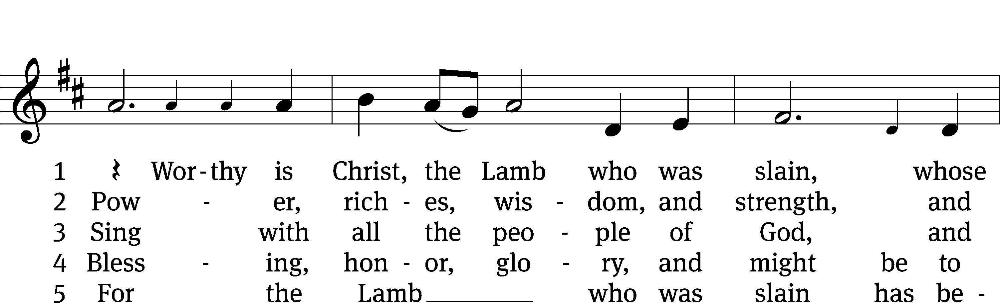 1 Wor - thy is Christ, the Lamb who was slain, whose
2 Pow - er, rich - es, wis - dom, and strength, and
3 Sing with all the peo - ple of God, and
4 Bless - ing, hon - or, glo - ry, and might be to
5 For the Lamb who was slain has be -